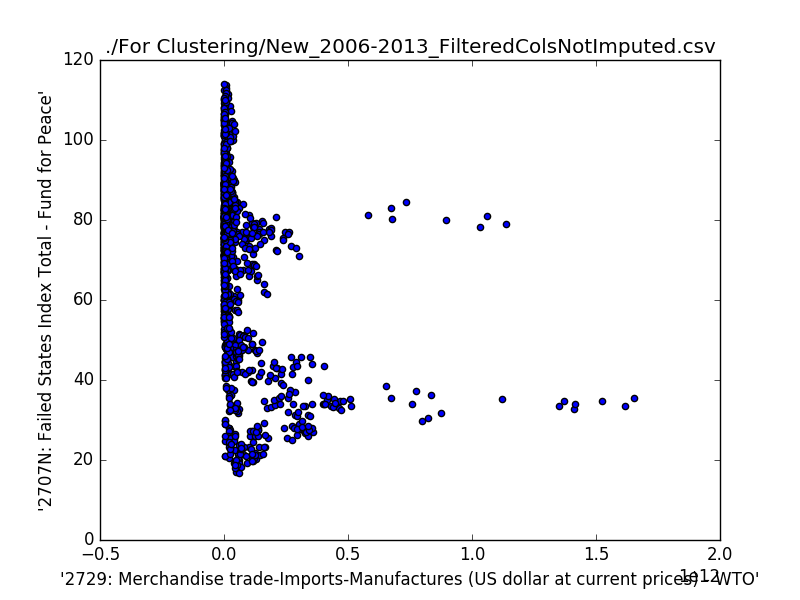 ./For Clustering/New_2006-2013_FilteredColsNotImputed.csv
120
100
80
60
40
20
0
'2707N: Failed States Index Total - Fund for Peace'
−0.5 0.0 0.5 1.0 1.5 2.0
1e12
'2729: Merchandise trade-Imports-Manufactures (US dollar at current prices) - WTO'